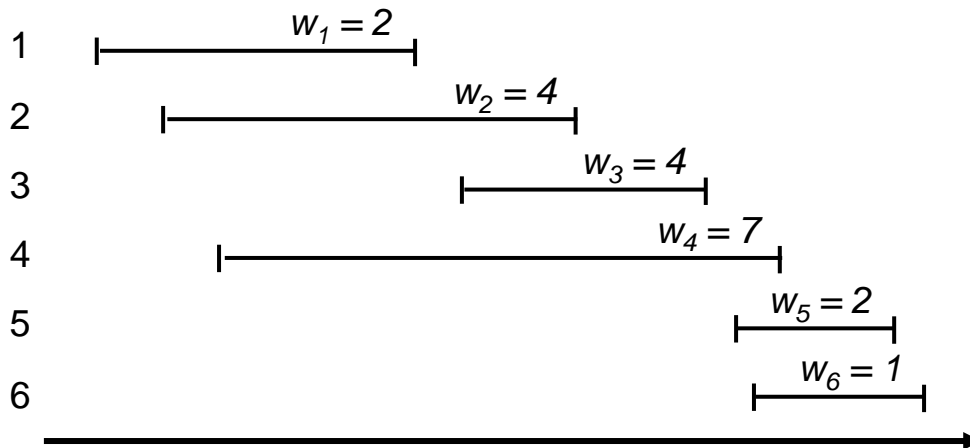 1 w₁ = 2
2 w₂ = 4
3 w₃ = 4
4 w₄ = 7
5 w₅ = 2
6 w₆ = 1